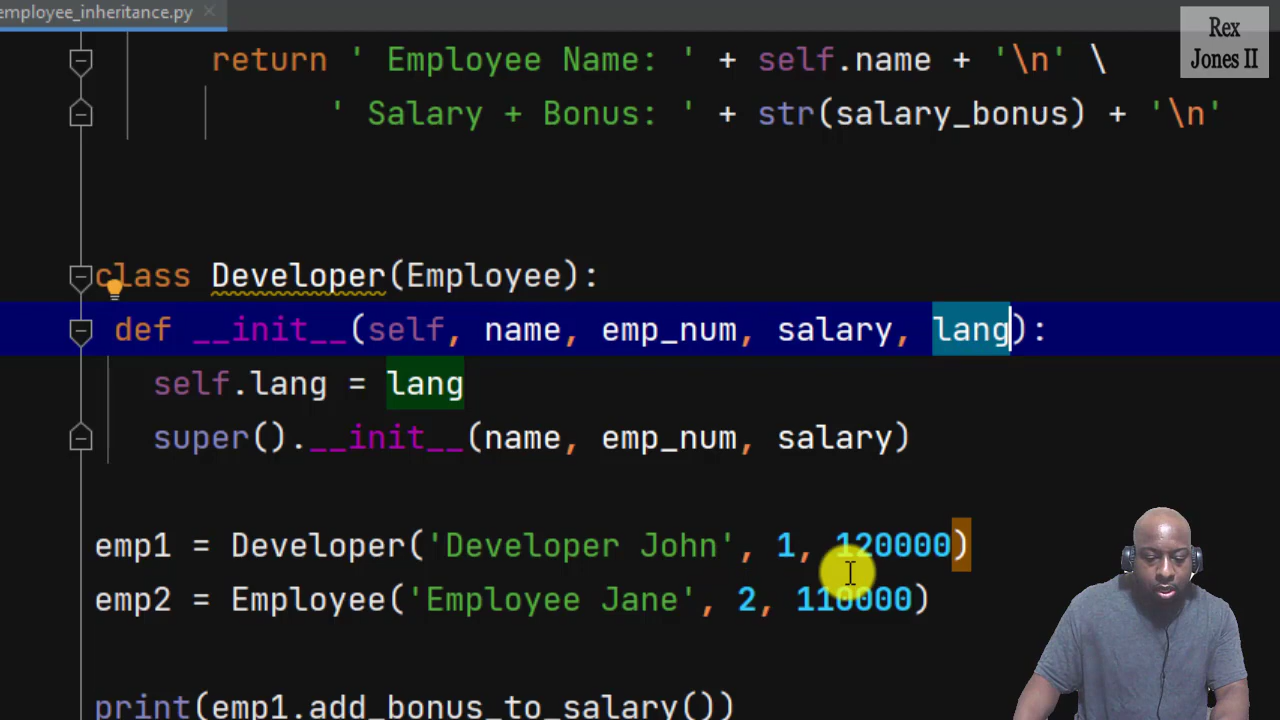 employee_inheritance.py
Rex
Jones II
return ' Employee Name: ' + self.name + '\n' \
' Salary + Bonus: ' + str(salary_bonus) + '\n'
class Developer(Employee):
def __init__(self, name, emp_num, salary, lang):
self.lang = lang
super().__init__(name, emp_num, salary)
emp1 = Developer('Developer John', 1, 120000)
emp2 = Employee('Employee Jane', 2, 110000)
print(emp1.add_bonus_to_salary())